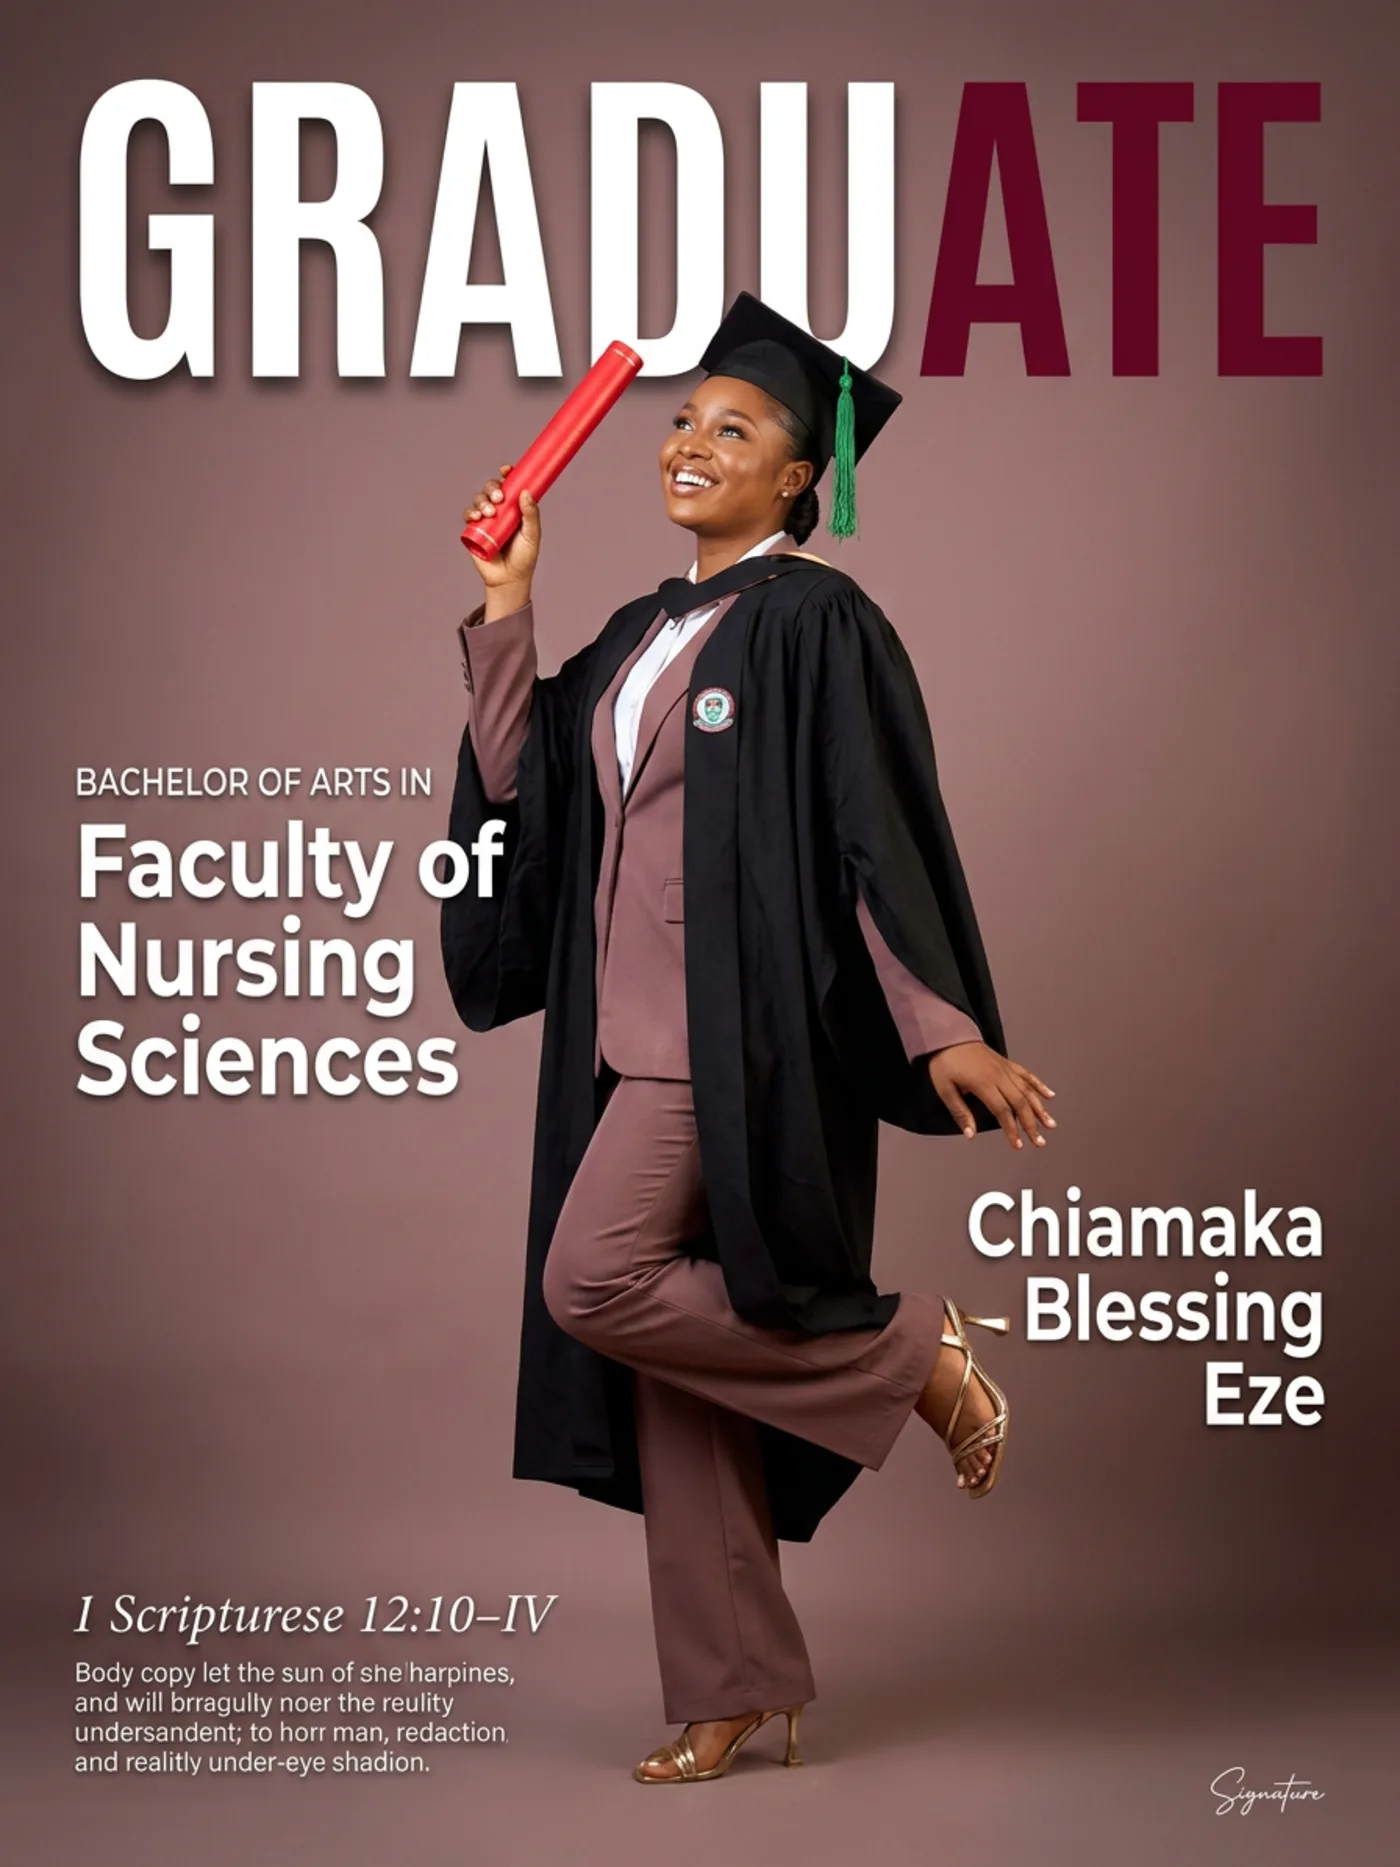 GRADUATE
BACHELOR OF ARTS IN
Faculty of
Nursing
Sciences
Chiamaka
Blessing
Eze
I Scripturese 12:10–IV
Body copy let the sun of she harpines,
and will brragully noer the reulity
undersandent; to horr man, redaction
and realitly under-eye shadion.
Signature